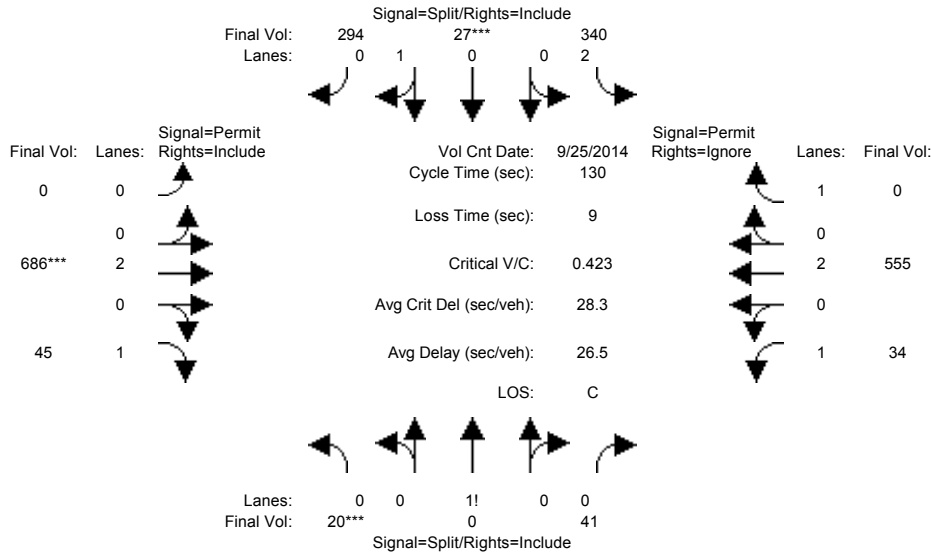 Signal=Split/Rights=Include
Final Vol: 294 27*** 340
Lanes: 0 1 0 0 2
Signal=Permit Signal=Permit
Final Vol: Lanes: Rights=Include Vol Cnt Date: 9/25/2014 Rights=Ignore Lanes: Final Vol:
Cycle Time (sec): 130
0 0 1 0
Loss Time (sec): 9
0 0
686*** 2 Critical V/C: 0.423 2 555
0 Avg Crit Del (sec/veh): 28.3 0
45 1 Avg Delay (sec/veh): 26.5 1 34
LOS: C
Lanes: 0 0 1! 0 0
Final Vol: 20*** 0 41
Signal=Split/Rights=Include